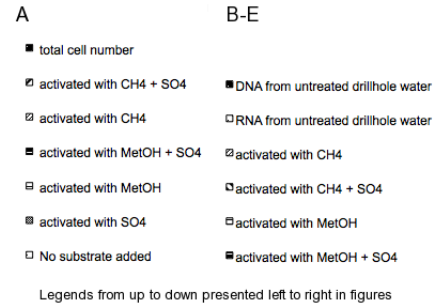 A
total cell number
activated with CH4 + SO4
activated with CH4
activated with MetOH + SO4
activated with MetOH
activated with SO4
No substrate added
B-E
DNA from untreated drillhole water
RNA from untreated drillhole water
activated with CH4
activated with CH4 + SO4
activated with MetOH
activated with MetOH + SO4
Legends from up to down presented left to right in figures